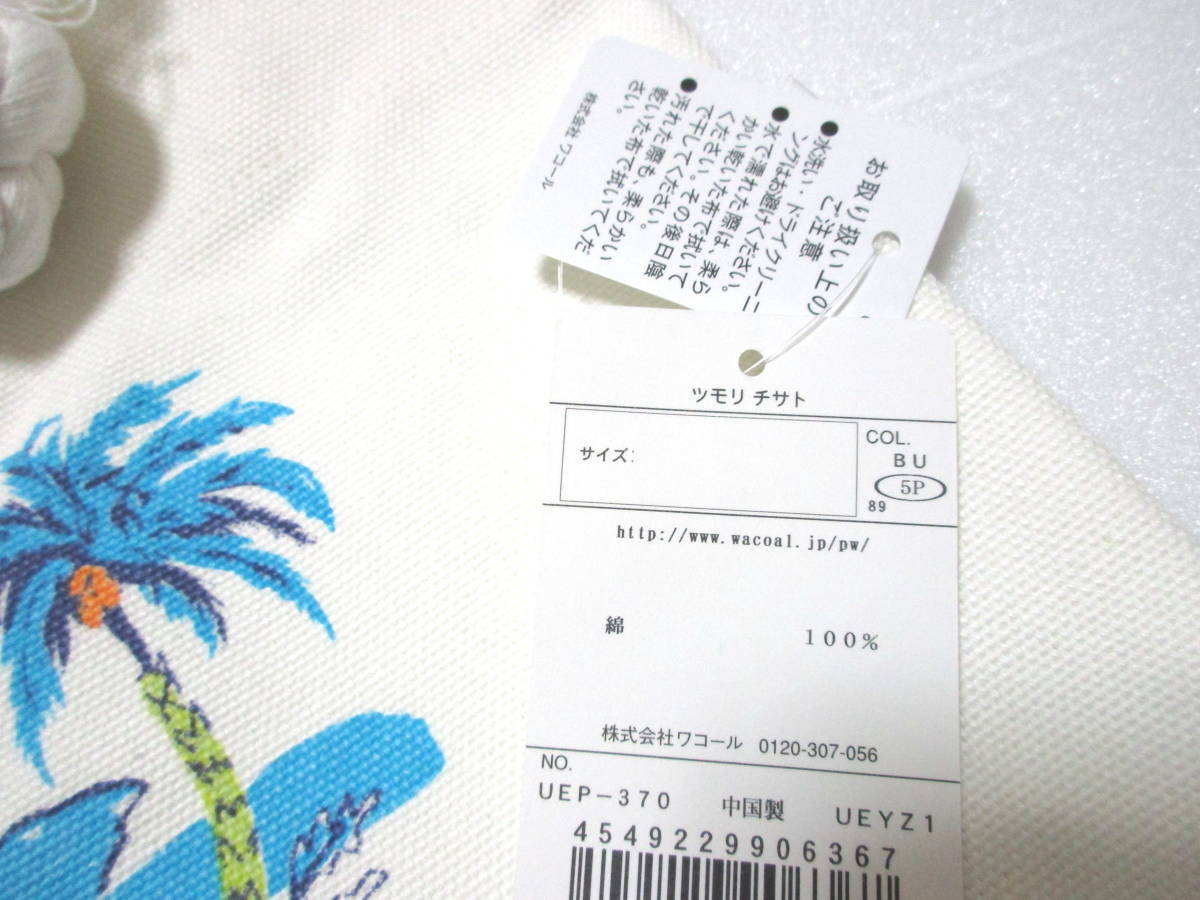 お取り扱い上の
ご注意
●水洗い・ドライクリーニ
ングはお避けください。
●水で濡れた際は、柔ら
かい乾いた布で拭いて
ください。その後日陰
で干してください。
●汚れた際も、柔らかい
乾いた布で拭いてくだ
さい。
株式会社 ワコール
ツモリ チサト
サイズ:
COL.
BU
5P
89
http://www.wacoal.jp/pw/
綿 100%
株式会社ワコール 0120-307-056
NO.
UEP-370 中国製 UEYZ1
4549229906367